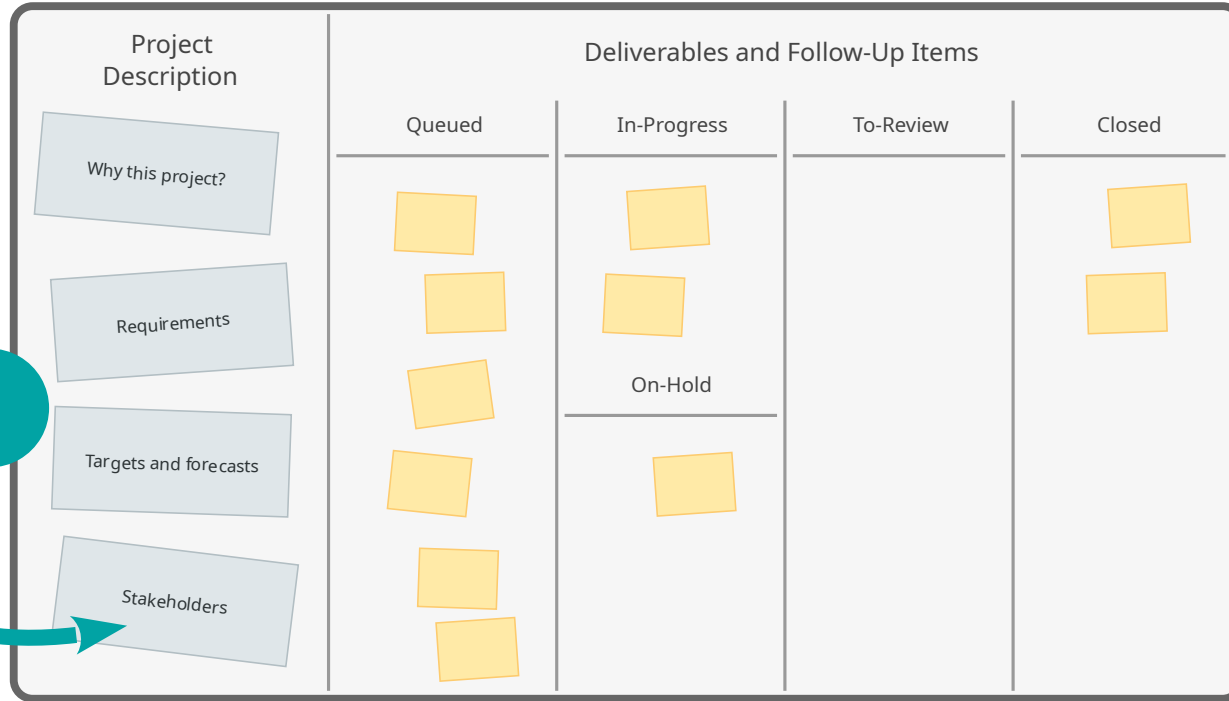 Project
Description
Why this project?
Requirements
Targets and forecasts
Stakeholders
Deliverables and Follow-Up Items
Queued
In-Progress
On-Hold
To-Review
Closed